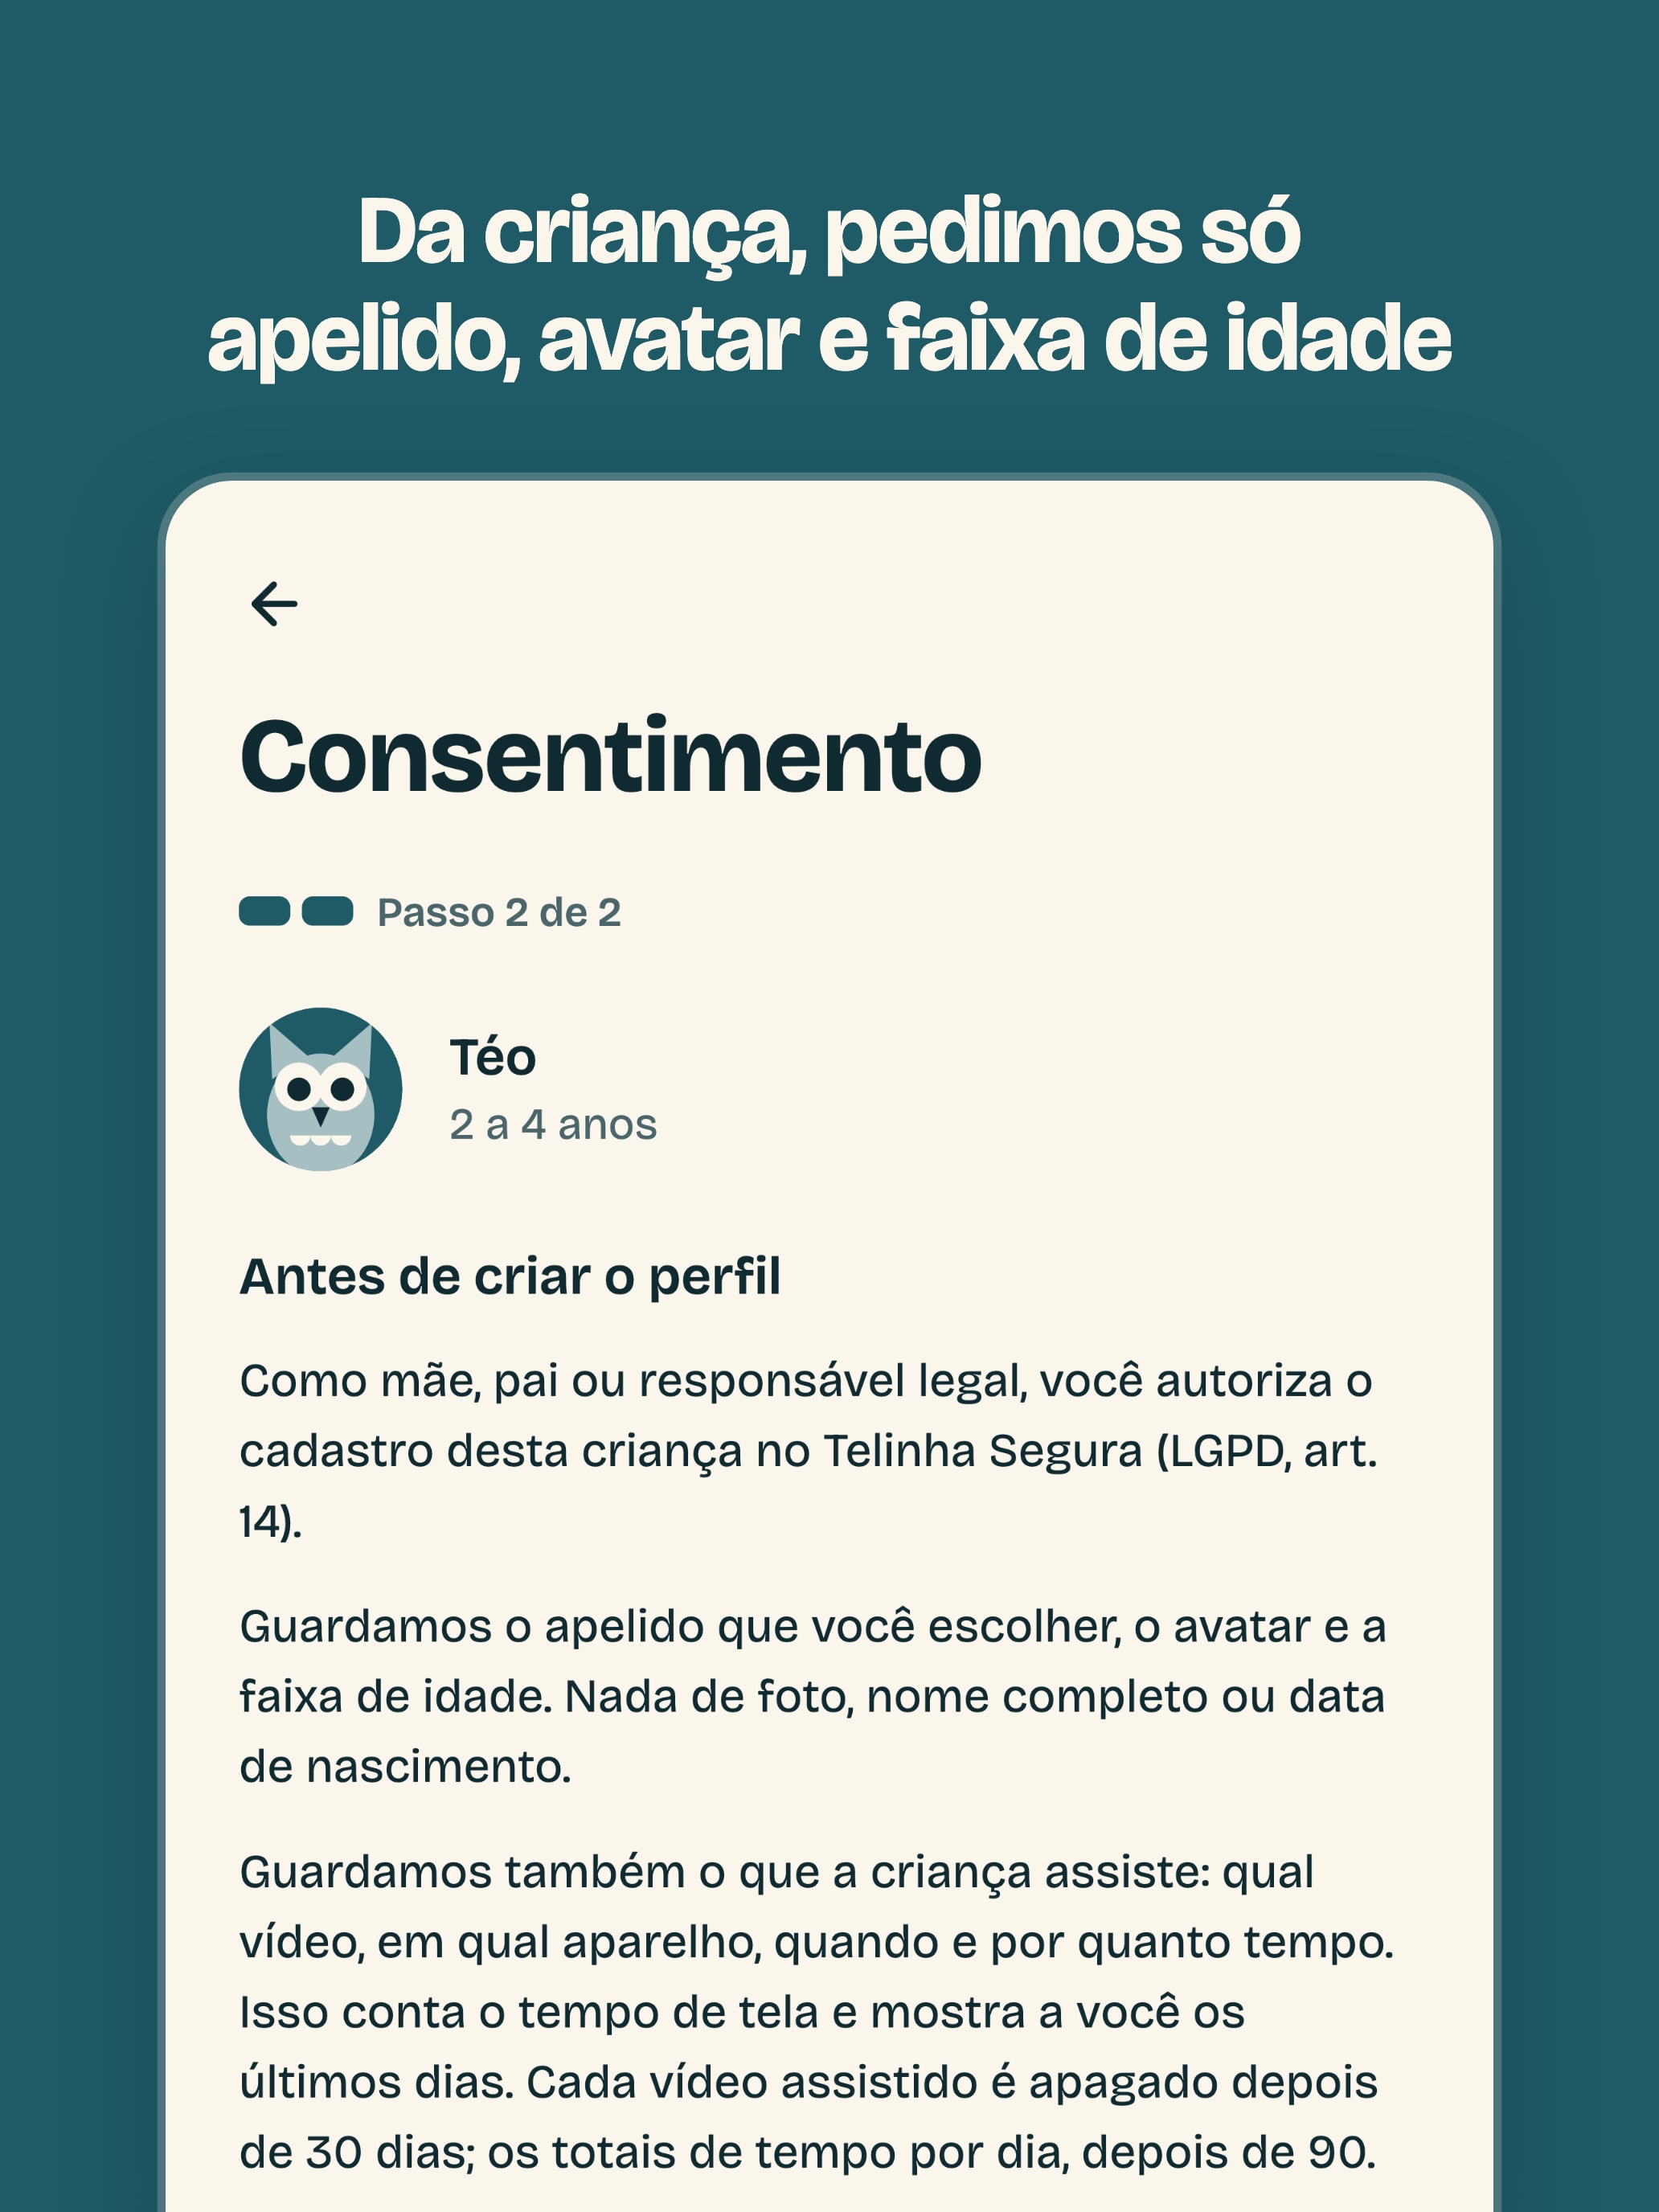 Da criança, pedimos só
apelido, avatar e faixa de idade
Consentimento
Passo 2 de 2
Téo
2 a 4 anos
Antes de criar o perfil
Como mãe, pai ou responsável legal, você autoriza o
cadastro desta criança no Telinha Segura (LGPD, art.
14).
Guardamos o apelido que você escolher, o avatar e a
faixa de idade. Nada de foto, nome completo ou data
de nascimento.
Guardamos também o que a criança assiste: qual
vídeo, em qual aparelho, quando e por quanto tempo.
Isso conta o tempo de tela e mostra a você os
últimos dias. Cada vídeo assistido é apagado depois
de 30 dias; os totais de tempo por dia, depois de 90.